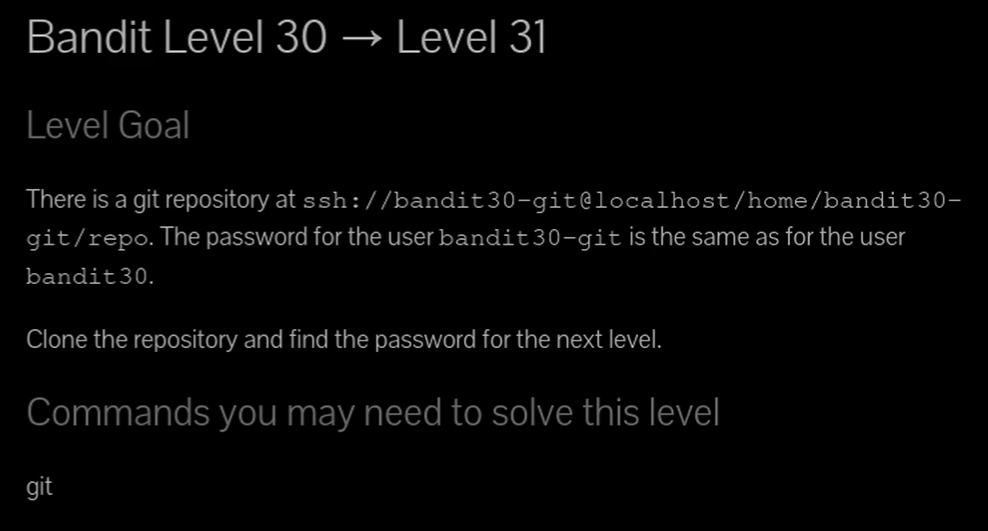 Bandit Level 30 → Level 31
Level Goal
There is a git repository at ssh://bandit30-git@localhost/home/bandit30-
git/repo. The password for the user bandit30-git is the same as for the user
bandit30.
Clone the repository and find the password for the next level.
Commands you may need to solve this level
git